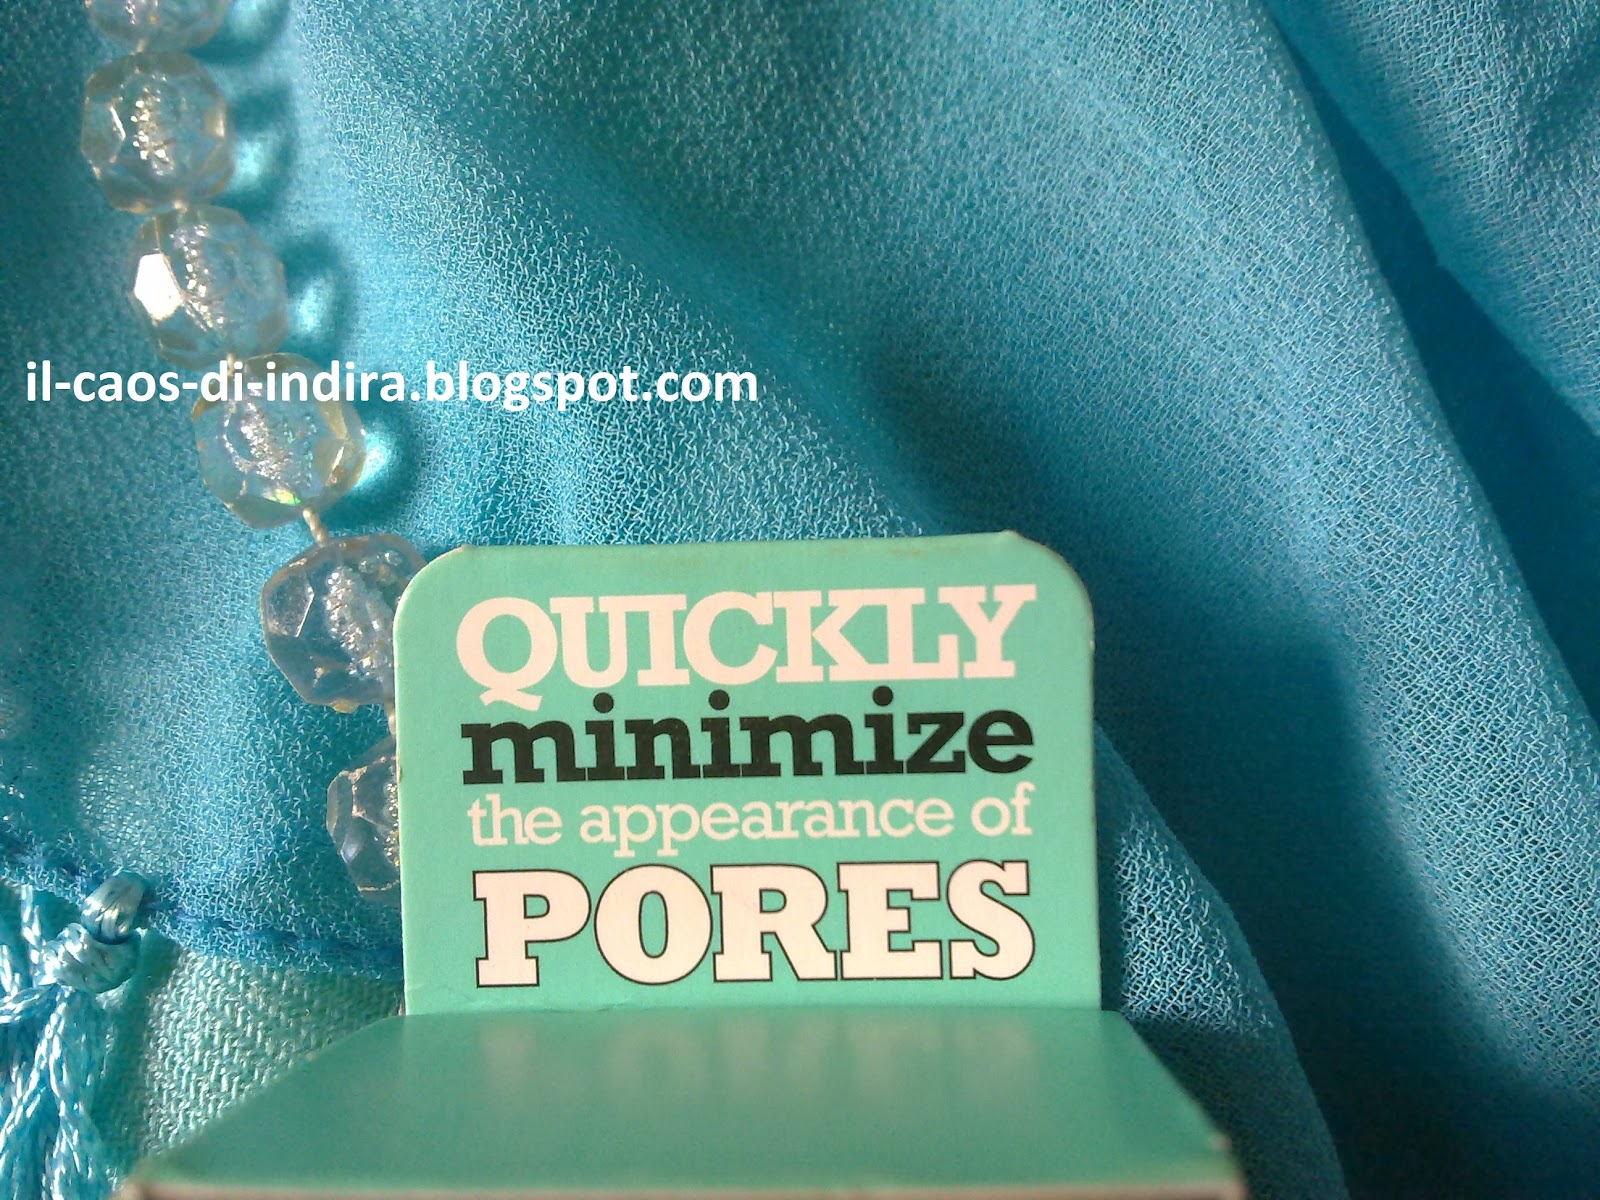 il-caos-di-indira.blogspot.com
QUICKLY
minimize
the appearance of
PORES